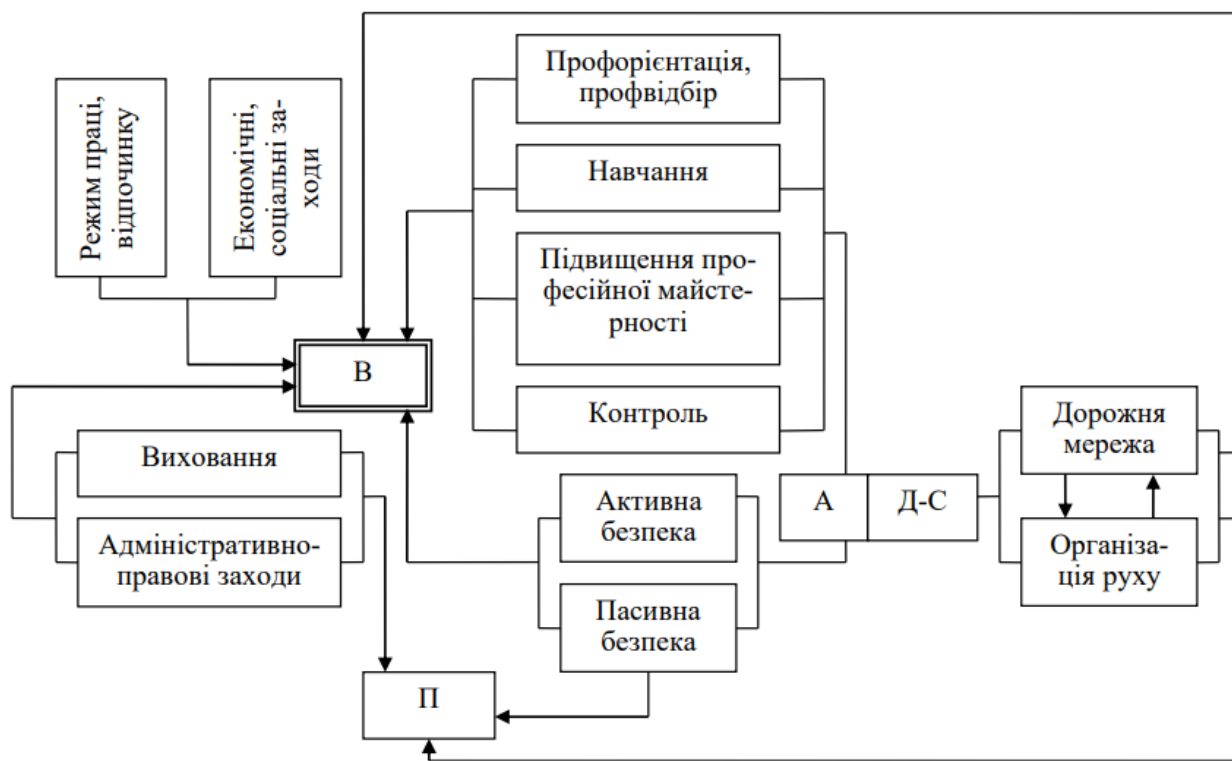 Режим праці,
відпочинку
Економічні,
соціальні за-
ходи
Профорієнтація,
профвідбір
Навчання
Підвищення про-
фесійної майсте-
рності
Контроль
В
Виховання
Адміністративно-
правові заходи
Активна
безпека
Пасивна
безпека
А
Д-С
Дорожня
мережа
Організа-
ція руху
П